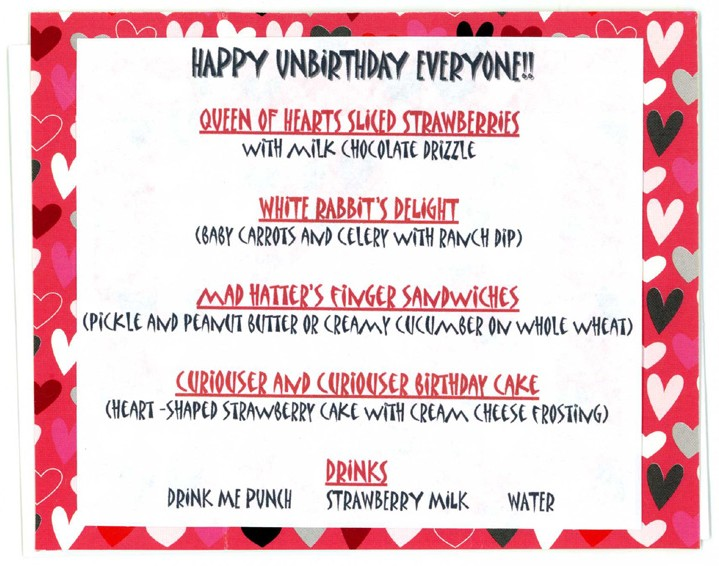 HAPPY UNBIRTHDAY EVERYONE!!
QUEEN OF HEARTS SLICED STRAWBERRIES
WITH MILK CHOCOLATE DRIZZLE
WHITE RABBIT'S DELIGHT
(BABY CARROTS AND CELERY WITH RANCH DIP)
MAD HATTER'S FINGER SANDWICHES
(PICKLE AND PEANUT BUTTER OR CREAMY CUCUMBER ON WHOLE WHEAT)
CURIOUSER AND CURIOUSER BIRTHDAY CAKE
(HEART -SHAPED STRAWBERRY CAKE WITH CREAM CHEESE FROSTING)
DRINKS
DRINK ME PUNCH STRAWBERRY MILK WATER